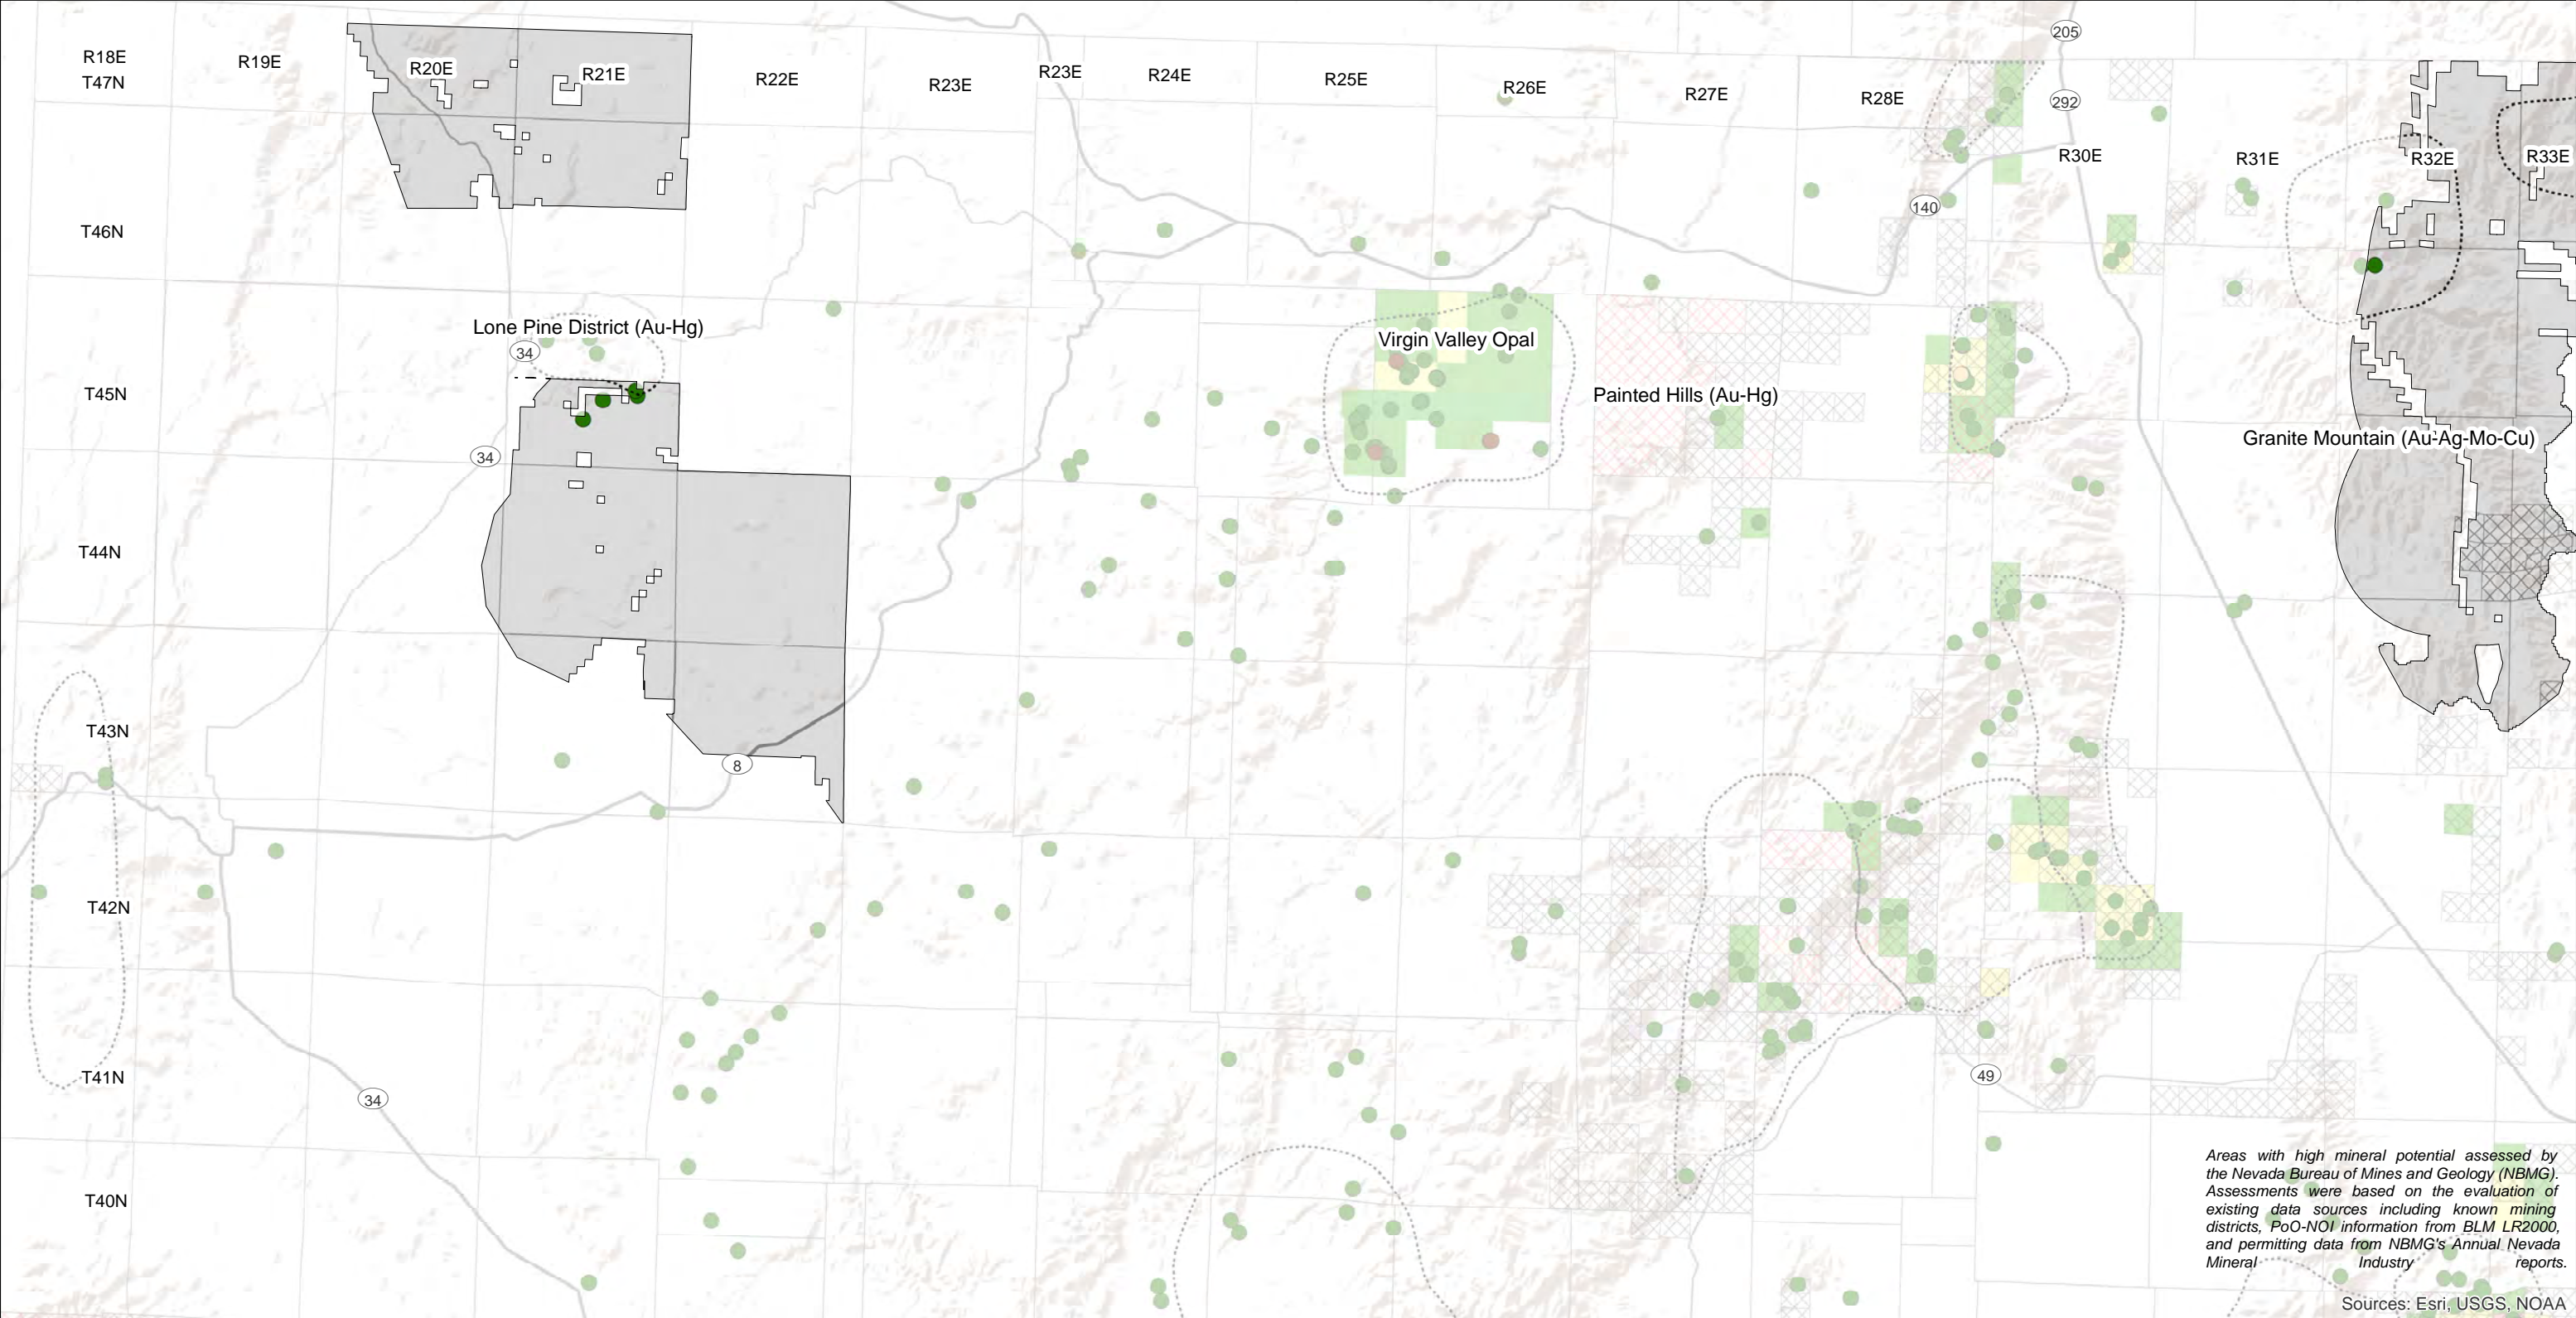 205
R18E
T47N
R19E
R20E
R21E
R22E
R23E
R23E
R24E
R25E
R26E
R27E
R28E
292
R30E
R31E
R32E
R33E
140
T46N
Lone Pine District (Au-Hg)
34
Virgin Valley Opal
T45N
Painted Hills (Au-Hg)
34
Granite Mountain (Au-Ag-Mo-Cu)
T44N
T43N
8
T42N
T41N
34
49
T40N
Areas with high mineral potential assessed by
the Nevada Bureau of Mines and Geology (NBMG).
Assessments were based on the evaluation of
existing data sources including known mining
districts, PoO-NOI information from BLM LR2000,
and permitting data from NBMG's Annual Nevada
Mineral Industry reports.
Sources: Esri, USGS, NOAA